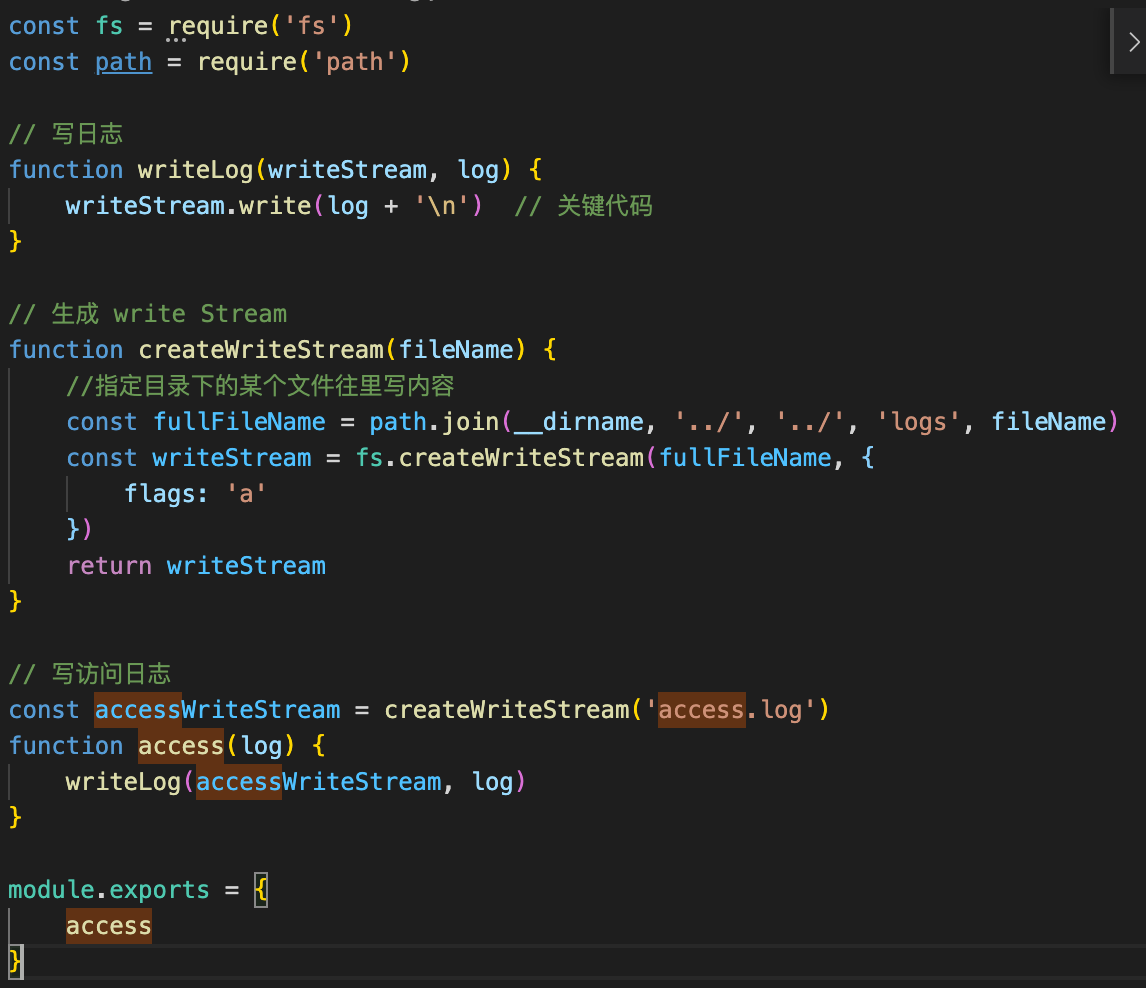 const fs = require('fs')
const path = require('path')
// 写日志
function writeLog(writeStream, log) {
    writeStream.write(log + '\n')  // 关键代码
}
// 生成 write Stream
function createWriteStream(fileName) {
    //指定目录下的某个文件往里写内容
    const fullFileName = path.join(__dirname, '../', '../', 'logs', fileName)
    const writeStream = fs.createWriteStream(fullFileName, {
        flags: 'a'
    })
    return writeStream
}
// 写访问日志
const accessWriteStream = createWriteStream('access.log')
function access(log) {
    writeLog(accessWriteStream, log)
}
module.exports = {
    access
}